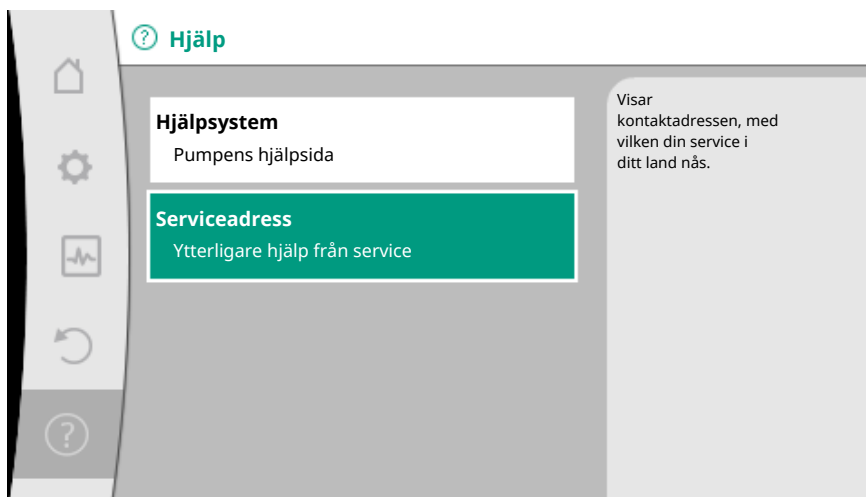 Hjälp
Hjälpsystem
Pumpens hjälpsida
Serviceadress
Ytterligare hjälp från service
Visar
kontaktadressen, med
vilken din service i
ditt land nås.